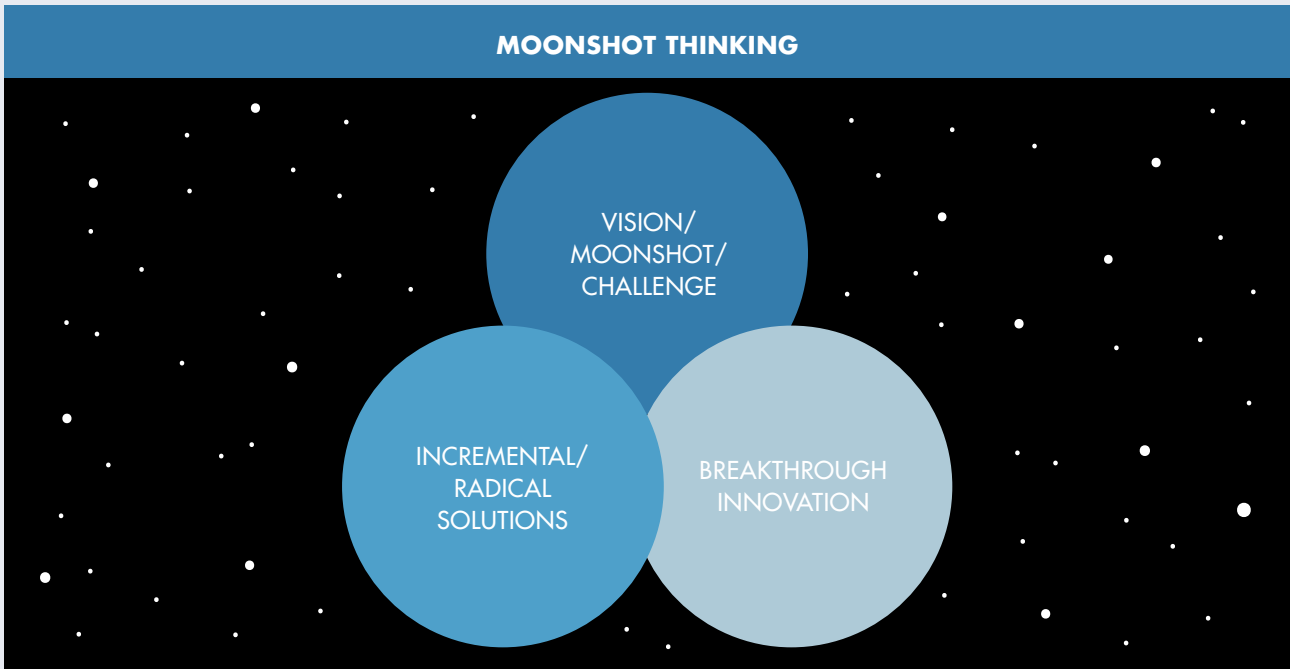 MOONSHOT THINKING
VISION/
MOONSHOT/
CHALLENGE
INCREMENTAL/
RADICAL
SOLUTIONS
BREAKTHROUGH
INNOVATION